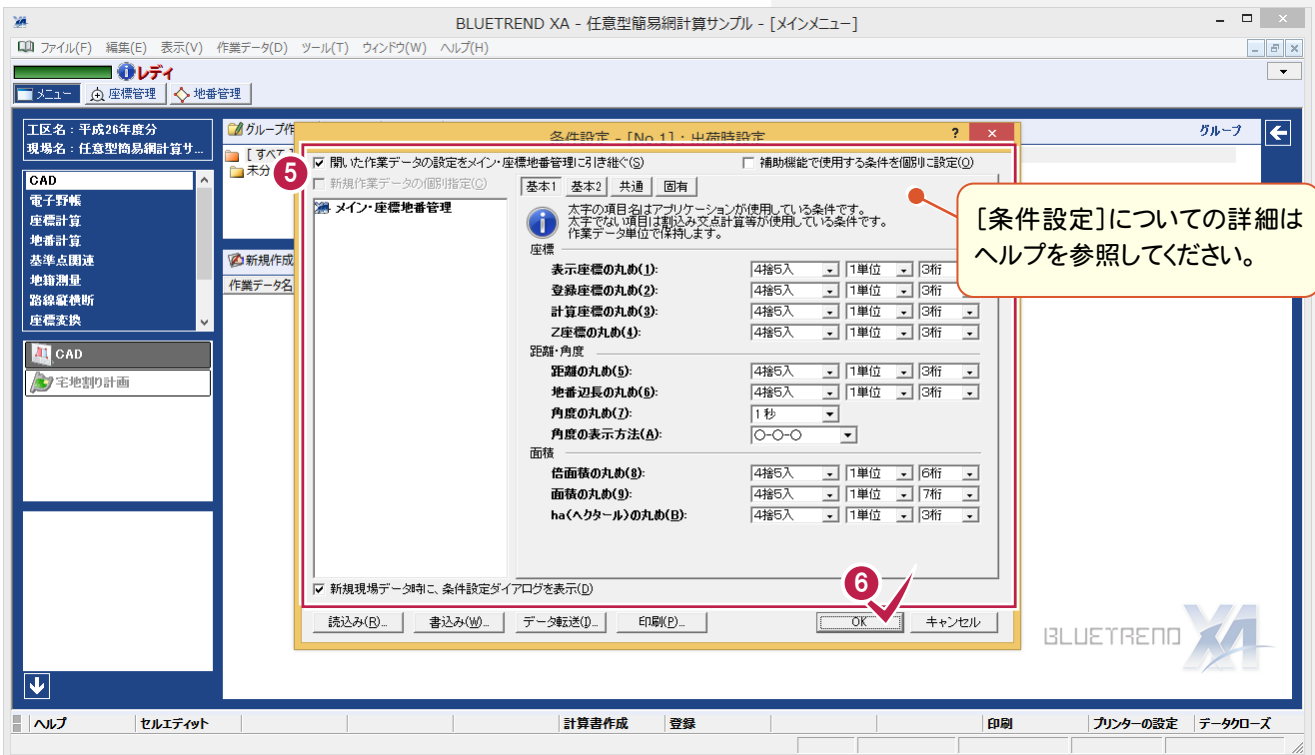 BLUETREND XA - 任意型簡易網計算サンプル - [メインメニュー]
ファイル(F) 編集(E) 表示(V) 作業データ(D) ツール(T) ウィンドウ(W) ヘルプ(H)
レディ
メニュー 座標管理 地番管理
工区名：平成26年度分
現場名：任意型簡易網計算サ...
CAD
電子野帳
座標計算
地番計算
基準点関連
地籍測量
路線縦横断
座標変換
CAD
宅地割り計画
グループ作
グループ
[すべて
未分
新規作成
作業データ名
条件設定 - [No.1]：出荷時設定
5
開いた作業データの設定をメイン・座標地番管理に引き継ぐ(S)
補助機能で使用する条件を個別に設定(O)
新規作業データの個別指定(C)
メイン・座標地番管理
基本1 基本2 共通 固有
太字の項目名はアプリケーションが使用している条件です。
太字でない項目は割込み交点計算等が使用している条件です。
作業データ単位で保持します。
座標
表示座標の丸め(1): 4捨5入 1単位 3桁
登録座標の丸め(2): 4捨5入 1単位 3桁
計算座標の丸め(3): 4捨5入 1単位 3桁
Z座標の丸め(4): 4捨5入 1単位 3桁
距離・角度
距離の丸め(5): 4捨5入 1単位 3桁
地番辺長の丸め(6): 4捨5入 1単位 3桁
角度の丸め(7): 1秒
角度の表示方法(A): ○-○-○
面積
倍面積の丸め(8): 4捨5入 1単位 6桁
面積の丸め(9): 4捨5入 1単位 7桁
ha(ヘクタール)の丸め(B): 4捨5入 1単位 3桁
新規現場データ時に、条件設定ダイアログを表示(D)
6
読込み(R)... 書込み(W)... データ転送(I)... 印刷(P)... OK キャンセル
[条件設定]についての詳細は
ヘルプを参照してください。
BLUETREND XA
ヘルプ セルエディット 計算書作成 登録 印刷 プリンターの設定 データクローズ